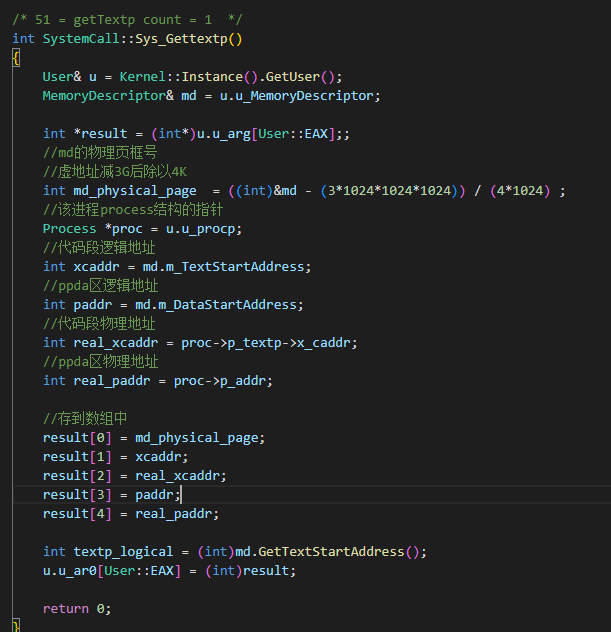 /* 51 = getTextp count = 1  */
int SystemCall::Sys_Gettextp()
{
    User& u = Kernel::Instance().GetUser();
    MemoryDescriptor& md = u.u_MemoryDescriptor;
    int *result = (int*)u.u_arg[User::EAX];;
    //md的物理页框号
    //虚地址减3G后除以4K
    int md_physical_page  = ((int)&md - (3*1024*1024*1024)) / (4*1024) ;
    //该进程process结构的指针
    Process *proc = u.u_procp;
    //代码段逻辑地址
    int xcaddr = md.m_TextStartAddress;
    //ppda区逻辑地址
    int paddr = md.m_DataStartAddress;
    //代码段物理地址
    int real_xcaddr = proc->p_textp->x_caddr;
    //ppda区物理地址
    int real_paddr = proc->p_addr;
    //存到数组中
    result[0] = md_physical_page;
    result[1] = xcaddr;
    result[2] = real_xcaddr;
    result[3] = paddr;
    result[4] = real_paddr;
    int textp_logical = (int)md.GetTextStartAddress();
    u.u_ar0[User::EAX] = (int)result;
    return 0;
}